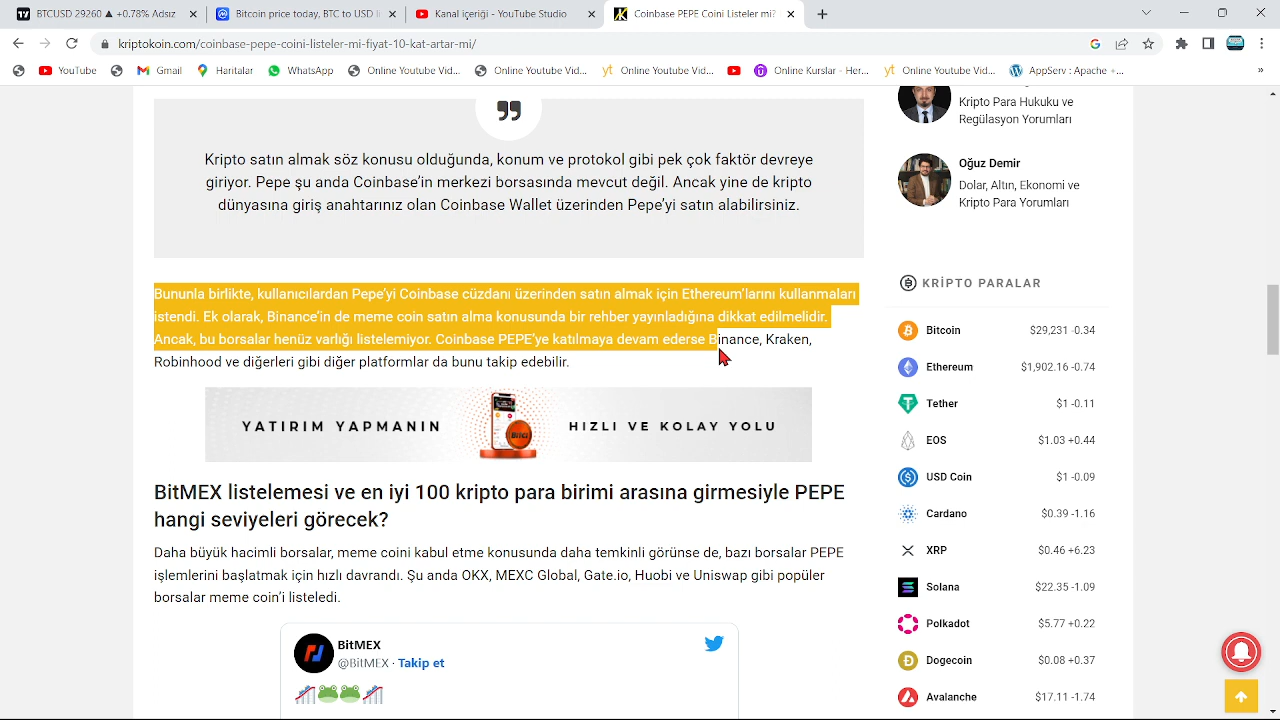 BTCUSD 29260 ▲ +0.78% Adsız
Bitcoin price today, BTC to USD li
Kanal İçeriği - YouTube Studio
Coinbase PEPE Coini Listeler mi?
kriptokoin.com/coinbase-pepe-coini-listeler-mi-fiyat-10-kat-artar-mi/
YouTube
Gmail
Haritalar
WhatsApp
Online Youtube Vid...
Online Youtube Vid...
Online Youtube Vid...
Online Kurslar - Her...
Online Youtube Vid...
AppServ : Apache +...
Kripto satın almak söz konusu olduğunda, konum ve protokol gibi pek çok faktör devreye
giriyor. Pepe şu anda Coinbase’in merkezi borsasında mevcut değil. Ancak yine de kripto
dünyasına giriş anahtarınız olan Coinbase Wallet üzerinden Pepe’yi satın alabilirsiniz.
Bununla birlikte, kullanıcılardan Pepe’yi Coinbase cüzdanı üzerinden satın almak için Ethereum’larını kullanmaları
istendi. Ek olarak, Binance’in de meme coin satın alma konusunda bir rehber yayınladığına dikkat edilmelidir.
Ancak, bu borsalar henüz varlığı listelemiyor. Coinbase PEPE’ye katılmaya devam ederse Binance, Kraken,
Robinhood ve diğerleri gibi diğer platformlar da bunu takip edebilir.
YATIRIM YAPMANIN
HIZLI VE KOLAY YOLU
BitMEX listelemesi ve en iyi 100 kripto para birimi arasına girmesiyle PEPE
hangi seviyeleri görecek?
Daha büyük hacimli borsalar, meme coini kabul etme konusunda daha temkinli görünse de, bazı borsalar PEPE
işlemlerini başlatmak için hızlı davrandı. Şu anda OKX, MEXC Global, Gate.io, Huobi ve Uniswap gibi popüler
borsalar meme coin’i listeledi.
BitMEX
@BitMEX · Takip et
Kripto Para Hukuku ve
Regülasyon Yorumları
Oğuz Demir
Dolar, Altın, Ekonomi ve
Kripto Para Yorumları
KRİPTO PARALAR
Bitcoin $29,231 -0.34
Ethereum $1,902.16 -0.74
Tether $1 -0.11
EOS $1.03 +0.44
USD Coin $1 -0.09
Cardano $0.39 -1.16
XRP $0.46 +6.23
Solana $22.35 -1.09
Polkadot $5.77 +0.22
Dogecoin $0.08 +0.37
Avalanche $17.11 -1.74